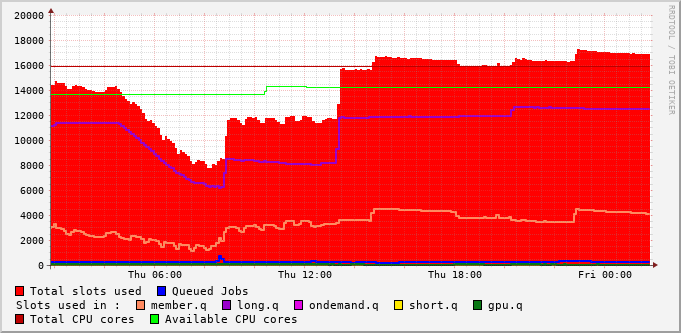 RRDTOOL / TOBI OETIKER
20000
18000
16000
14000
12000
10000
8000
6000
4000
2000
0
Thu 06:00 Thu 12:00 Thu 18:00 Fri 00:00
Total slots used Queued Jobs
Slots used in : member.q long.q ondemand.q short.q gpu.q
Total CPU cores Available CPU cores